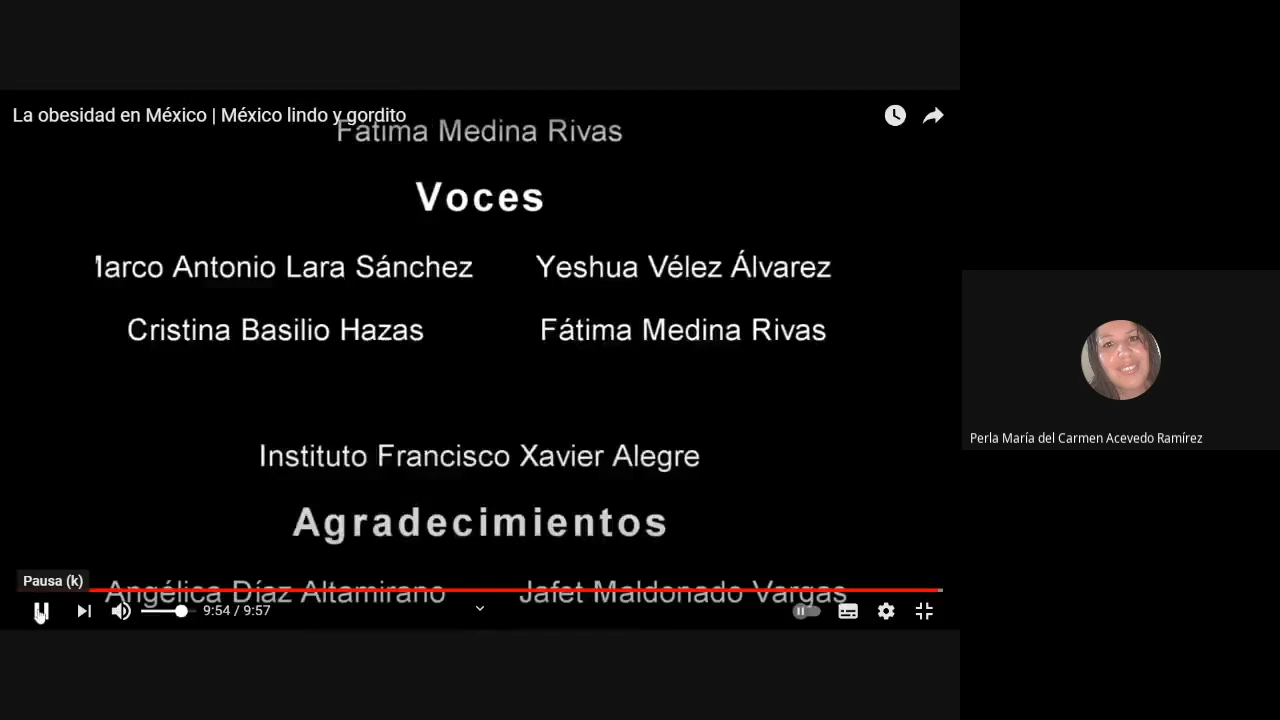 La obesidad en México | México lindo y gordito
Fátima Medina Rivas
Voces
Marco Antonio Lara Sánchez Yeshua Vélez Álvarez
Cristina Basilio Hazas Fátima Medina Rivas
Instituto Francisco Xavier Alegre
Agradecimientos
Angélica Díaz Altamirano Jafet Maldonado Vargas
Pausa (k)
9:54 / 9:57
Perla María del Carmen Acevedo Ramírez